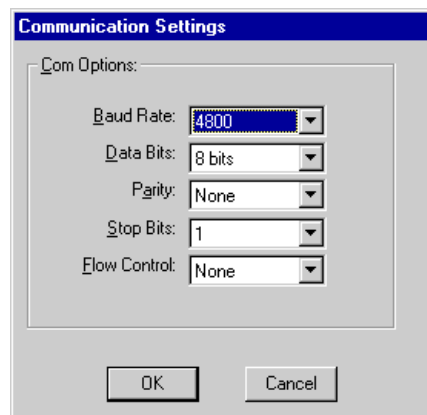 Communication Settings
Com Options:
Baud Rate: 4800
Data Bits: 8 bits
Parity: None
Stop Bits: 1
Flow Control: None
OK Cancel